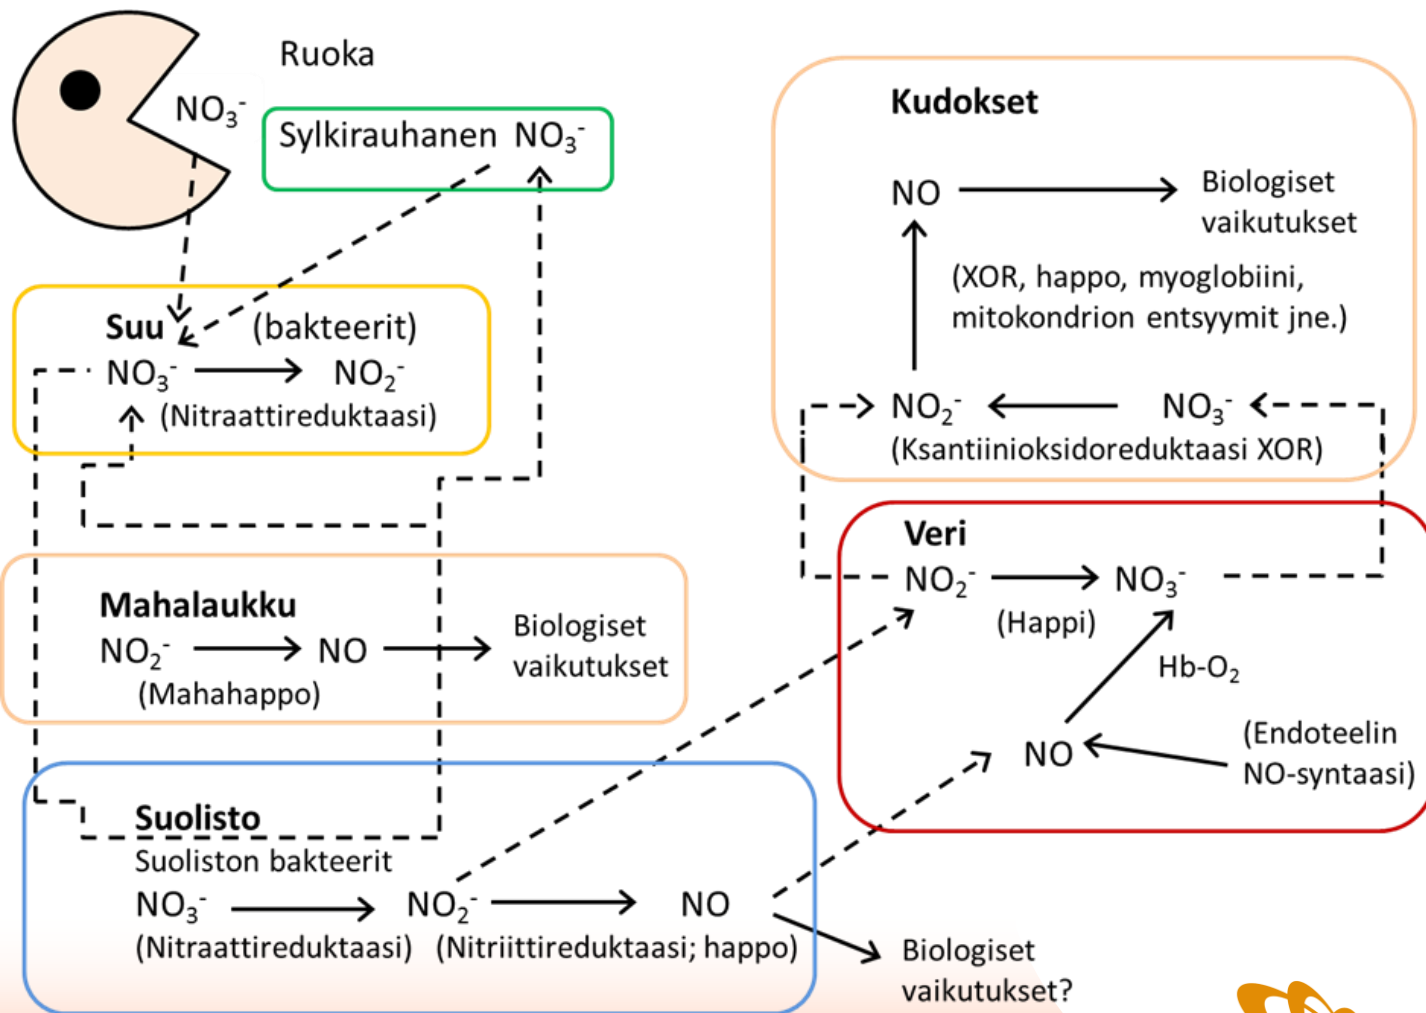 Ruoka
NO₃⁻
Sylkirauhanen NO₃⁻
Suu (bakteerit)
NO₃⁻ NO₂⁻
(Nitraattireduktaasi)
Mahalaukku
NO₂⁻ NO
(Mahahappo)
Biologiset
vaikutukset
Suolisto
Suoliston bakteerit
NO₃⁻ NO₂⁻ NO
(Nitraattireduktaasi) (Nitriittireduktaasi; happo)
Biologiset
vaikutukset?
Kudokset
NO
Biologiset
vaikutukset
(XOR, happo, myoglobiini,
mitokondrion entsyymit jne.)
NO₂⁻ NO₃⁻
(Ksantiinioksidoreduktaasi XOR)
Veri
NO₂⁻ NO₃⁻
(Happi)
Hb-O₂
NO
(Endoteelin
NO-syntaasi)